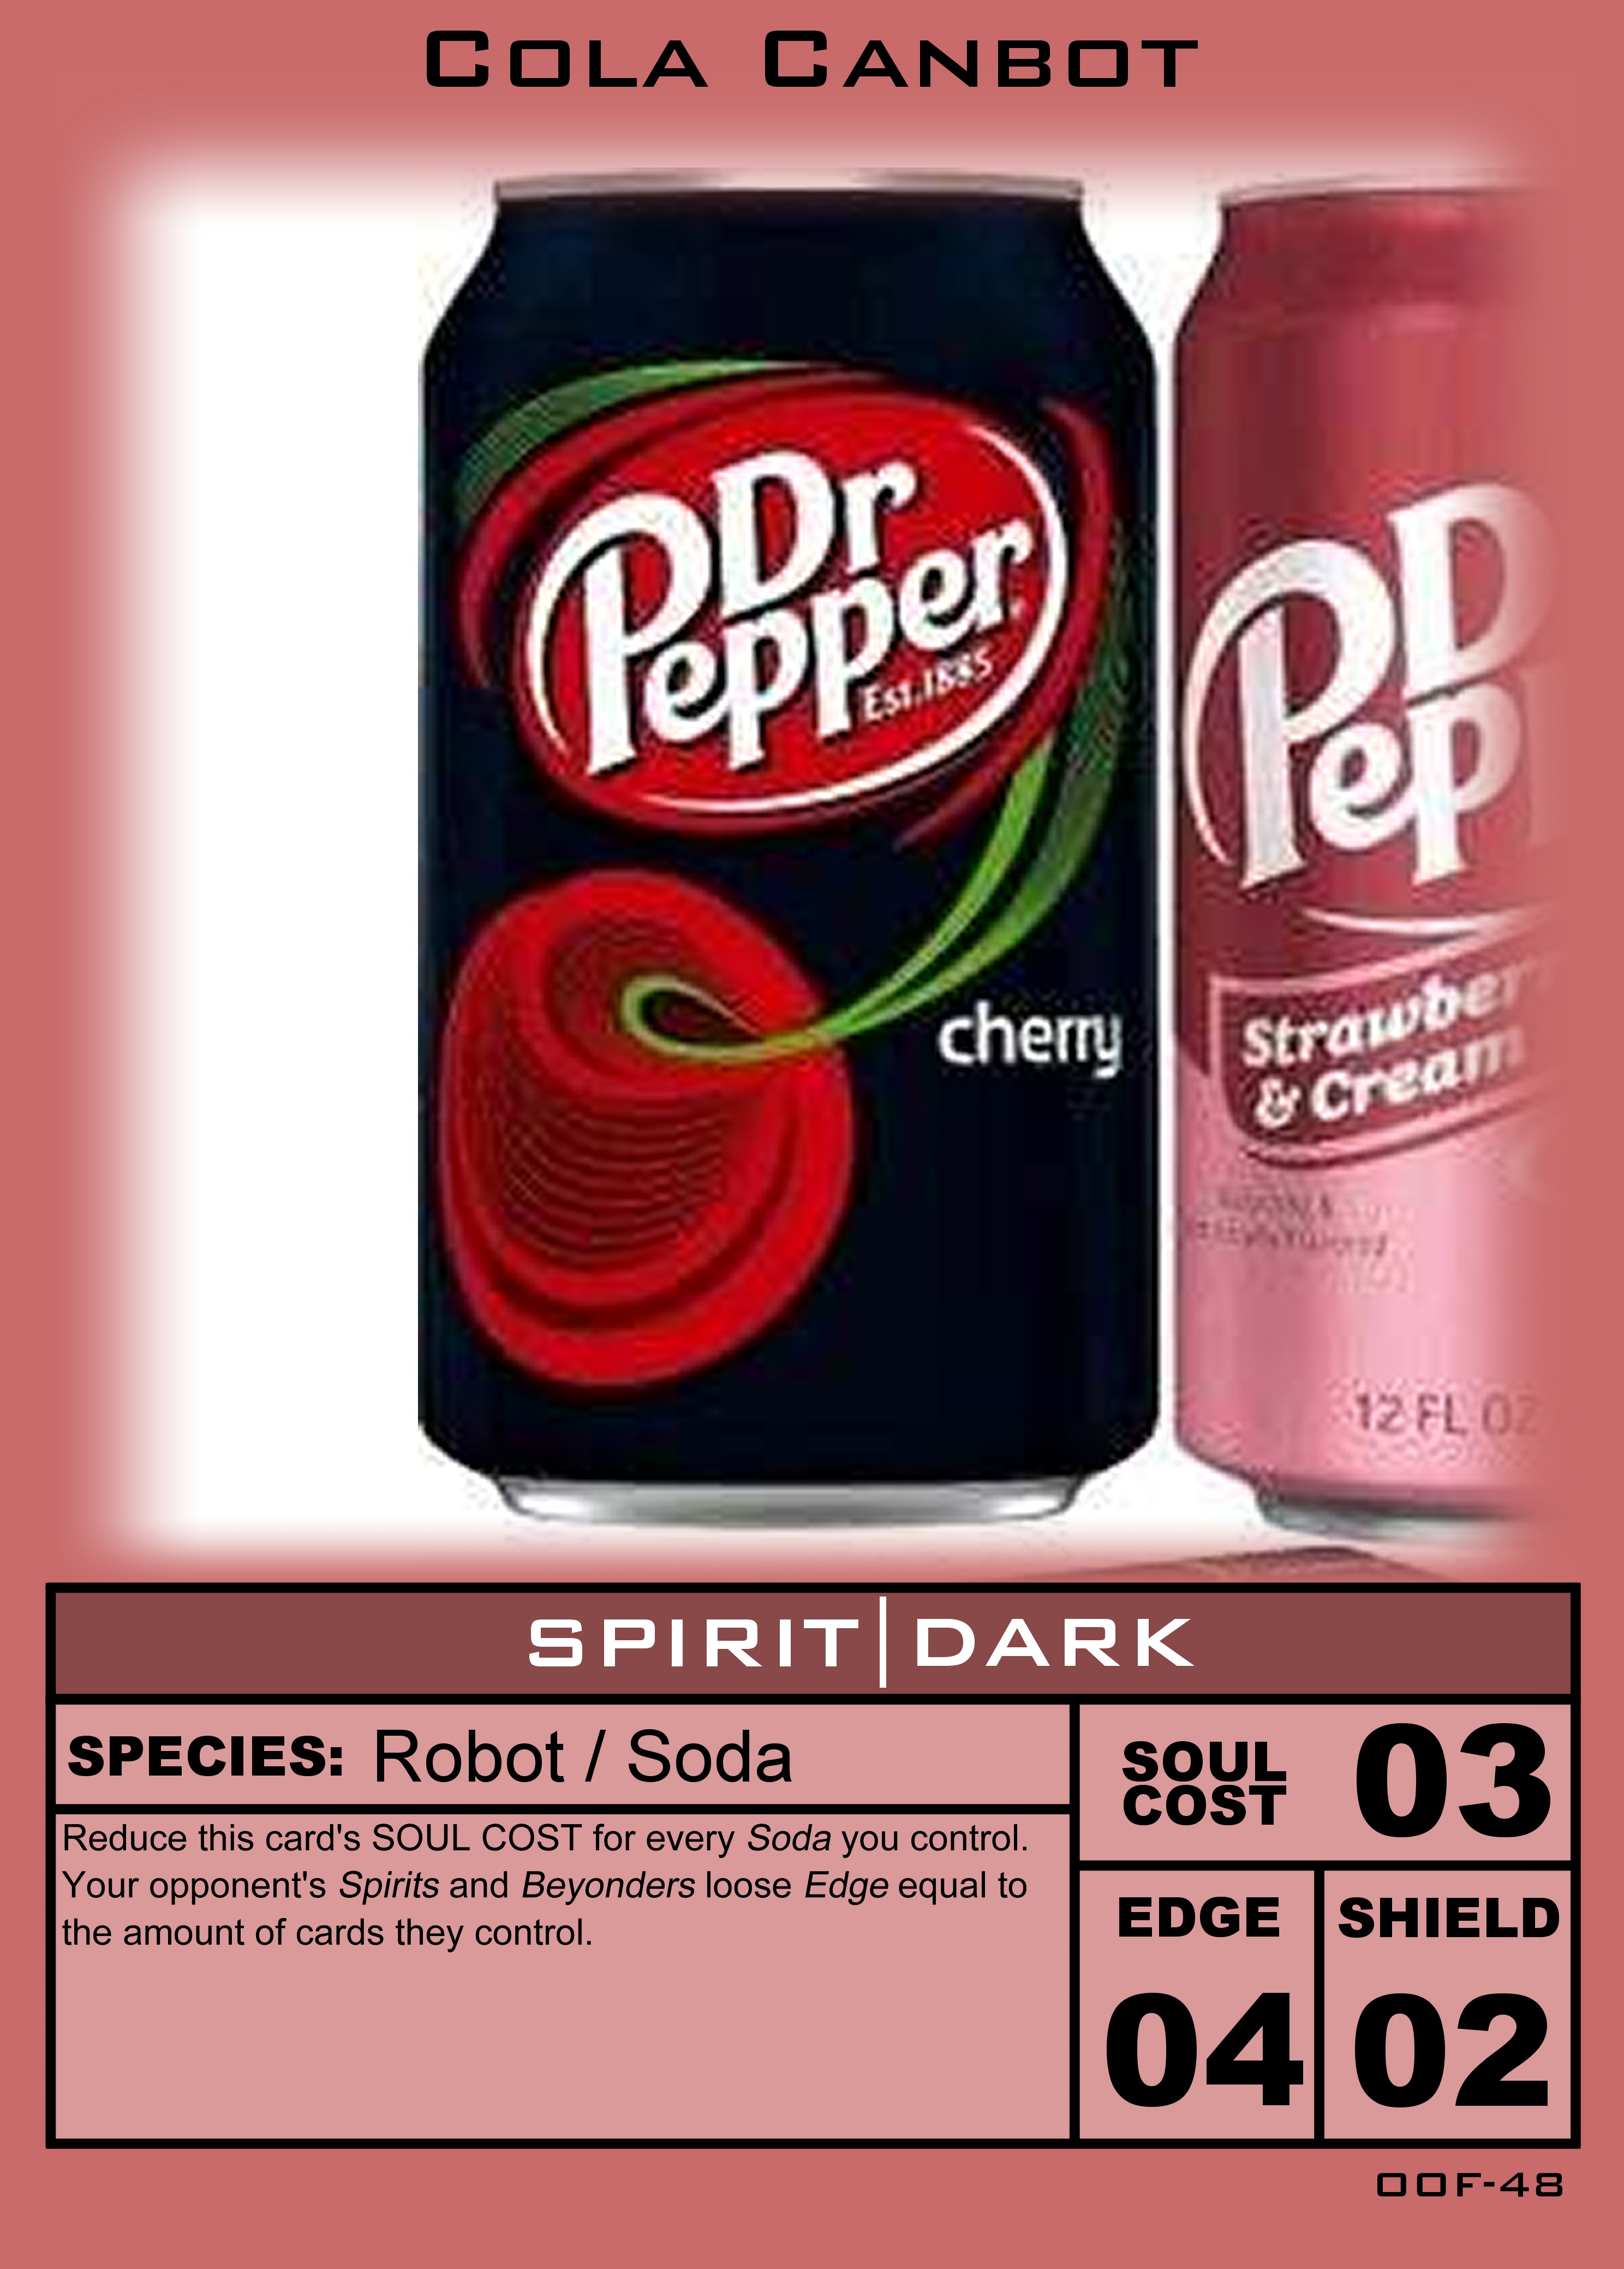 Cola Canbot
Dr
Pepper
Est.1885
cherry
D
Pep
Strawber
& Cream
12 FL OZ
SPIRIT|DARK
SPECIES: Robot / Soda
SOUL
COST
03
Reduce this card's SOUL COST for every Soda you control.
Your opponent's Spirits and Beyonders loose Edge equal to
the amount of cards they control.
EDGE
04
SHIELD
02
OOF-48